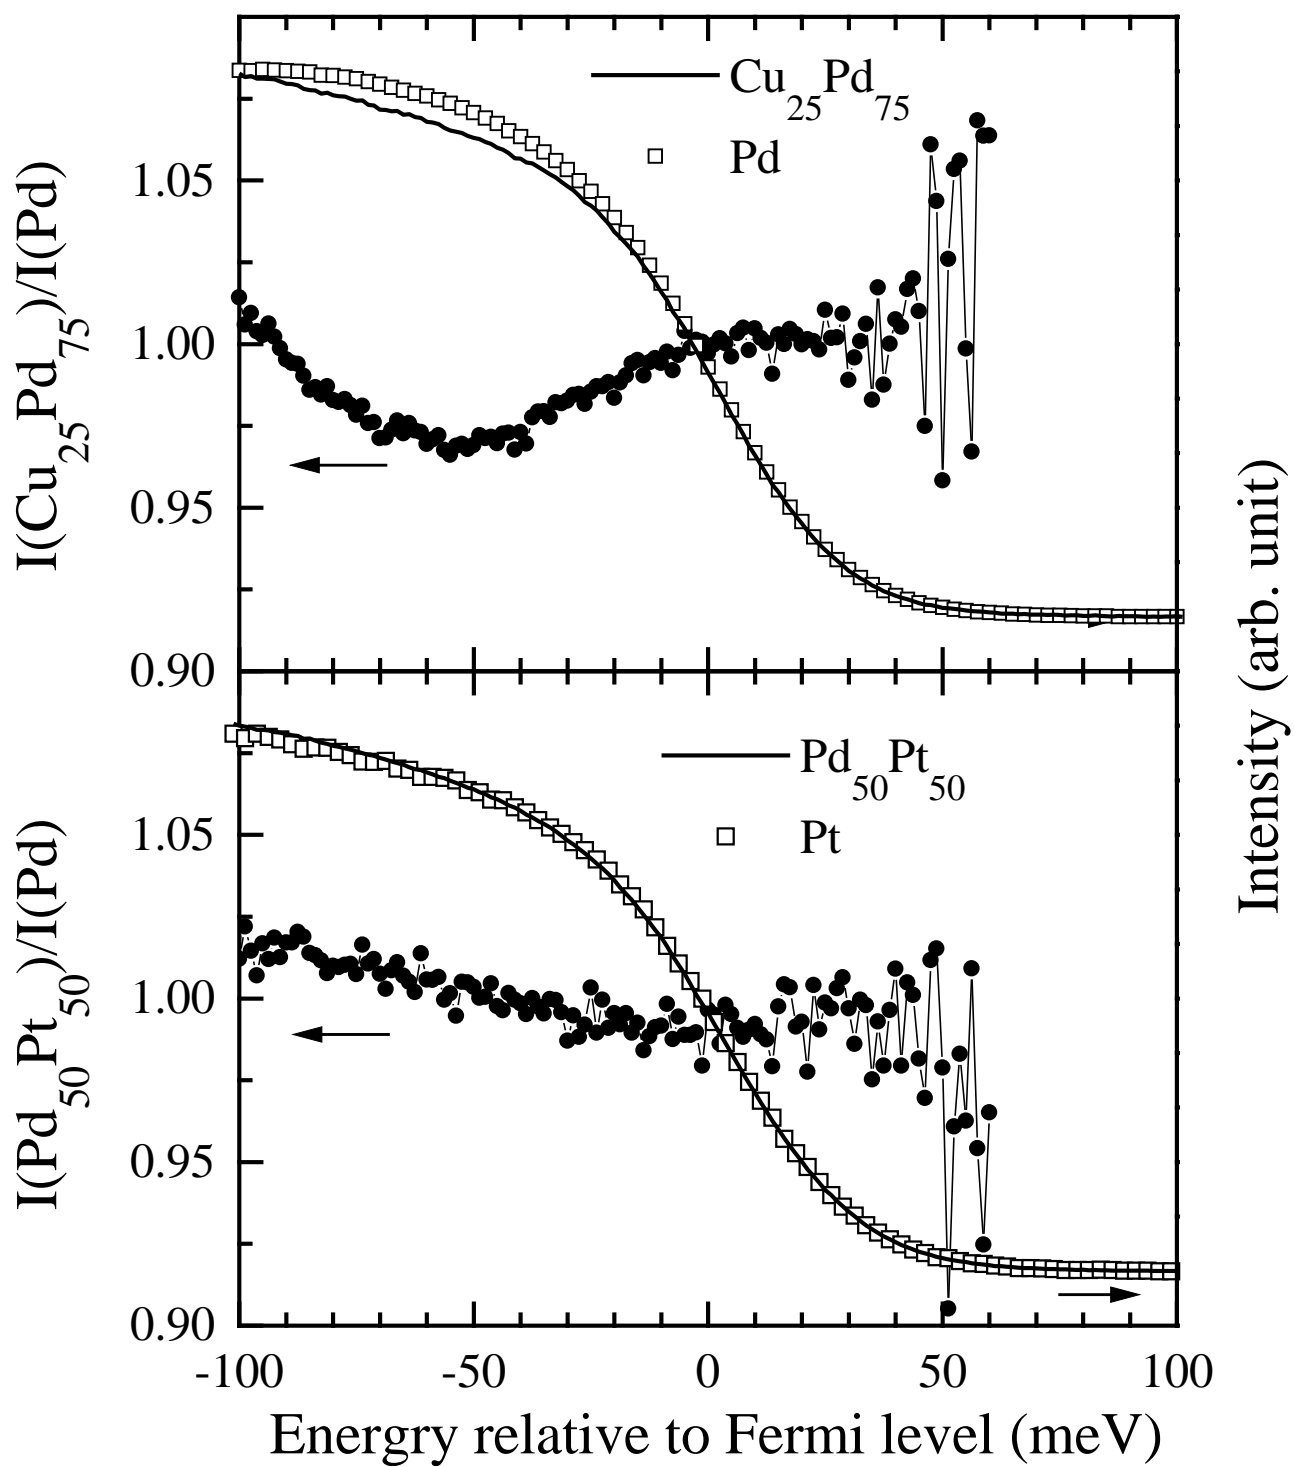 I(Cu25Pd75)/I(Pd)
Cu25Pd75
Pd
1.05
1.00
0.95
0.90
I(Pd50Pt50)/I(Pd)
Pd50Pt50
Pt
1.05
1.00
0.95
0.90
-100 -50 0 50 100
Energry relative to Fermi level (meV)
Intensity (arb. unit)